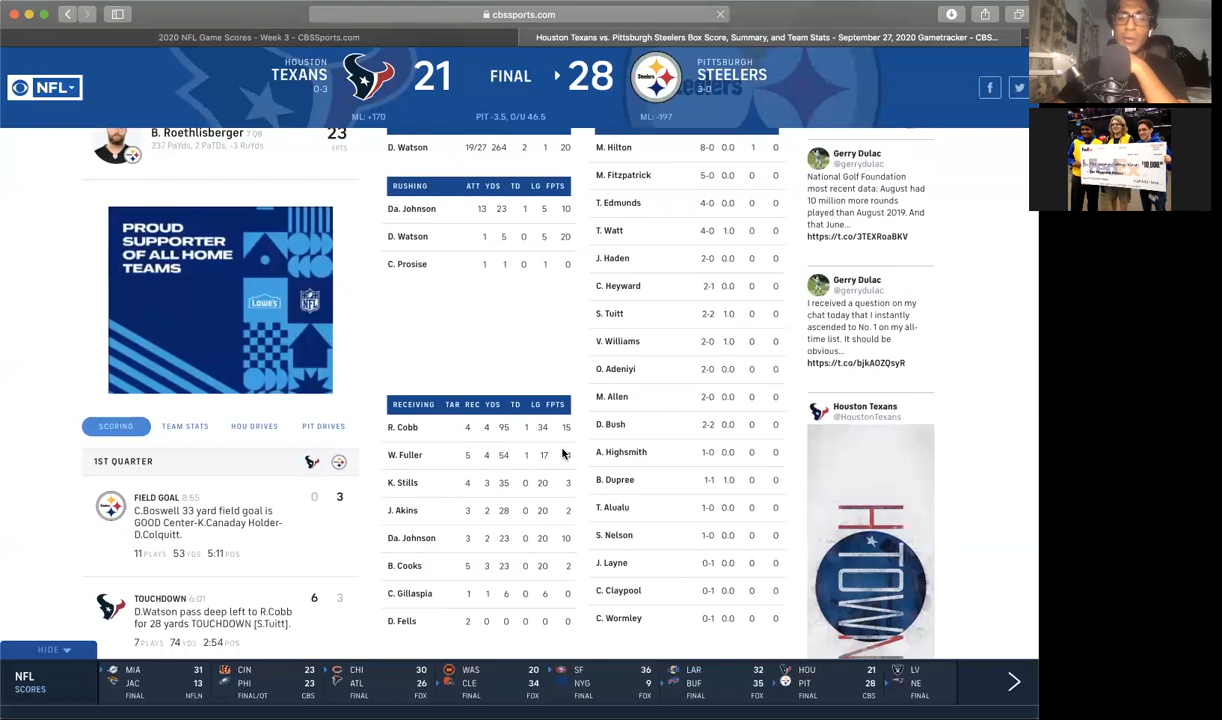 cbssports.com
2020 NFL Game Scores - Week 3 - CBSSports.com
Houston Texans vs. Pittsburgh Steelers Box Score, Summary, and Team Stats - September 27, 2020 Gametracker - CBS...
NFL
HOUSTON
TEXANS
0-3
21
FINAL
28
Steelers
PITTSBURGH
STEELERS
3-0
ML: +170
PIT -3.5, O/U 46.5
ML: -197
B. Roethlisberger 7 QB
237 PaYds, 2 PaTDs, -3 RuYds
23
FPTS
PROUD
SUPPORTER
OF ALL HOME
TEAMS
LOWE'S
NFL
SCORING
TEAM STATS
HOU DRIVES
PIT DRIVES
1ST QUARTER
FIELD GOAL 8:55
0 3
C.Boswell 33 yard field goal is
GOOD Center-K.Canaday Holder-
D.Colquitt.
11 PLAYS 53 YDS 5:11 POS
TOUCHDOWN 6:01
6 3
D.Watson pass deep left to R.Cobb
for 28 yards TOUCHDOWN [S.Tuitt].
7 PLAYS 74 YDS 2:54 POS
D. Watson 19/27 264 2 1 20
RUSHING ATT YDS TD LG FPTS
Da. Johnson 13 23 1 5 10
D. Watson 1 5 0 5 20
C. Prosise 1 1 0 1 0
RECEIVING TAR REC YDS TD LG FPTS
R. Cobb 4 4 95 1 34 15
W. Fuller 5 4 54 1 17
K. Stills 4 3 35 0 20 3
J. Akins 3 2 28 0 20 2
Da. Johnson 3 2 23 0 20 10
B. Cooks 5 3 23 0 20 2
C. Gillaspia 1 1 6 0 6 0
D. Fells 2 0 0 0 0 0
M. Hilton 8-0 0.0 1 0
M. Fitzpatrick 5-0 0.0 0 0
T. Edmunds 4-0 0.0 0 0
T. Watt 4-0 1.0 0 0
J. Haden 2-0 0.0 0 0
C. Heyward 2-1 0.0 0 0
S. Tuitt 2-2 1.0 0 0
V. Williams 2-0 1.0 0 0
O. Adeniyi 2-0 0.0 0 0
M. Allen 2-0 0.0 0 0
D. Bush 2-2 0.0 0 0
A. Highsmith 1-0 0.0 0 0
B. Dupree 1-1 1.0 0 0
T. Alualu 1-0 0.0 0 0
S. Nelson 1-0 0.0 0 0
J. Layne 0-1 0.0 0 0
C. Claypool 0-1 0.0 0 0
C. Wormley 0-1 0.0 0 0
Gerry Dulac
@gerrydulac
National Golf Foundation
most recent data: August had
10 million more rounds
played than August 2019. And
that June...
https://t.co/3TEXRoaBKV
Gerry Dulac
@gerrydulac
I received a question on my
chat today that I instantly
ascended to No. 1 on my all-
time list. It should be
obvious...
https://t.co/bjkAOZQsyR
Houston Texans
@HoustonTexans
H TOWN
FedEx
$10,000.
HIDE
NFL
SCORES
MIA 31
JAC 13
FINAL NFLN
CIN 23
PHI 23
FINAL/OT CBS
CHI 30
ATL 26
FINAL FOX
WAS 20
CLE 34
FINAL FOX
SF 36
NYG 9
FINAL FOX
LAR 32
BUF 35
FINAL FOX
HOU 21
PIT 28
FINAL CBS
LV
NE
FINAL